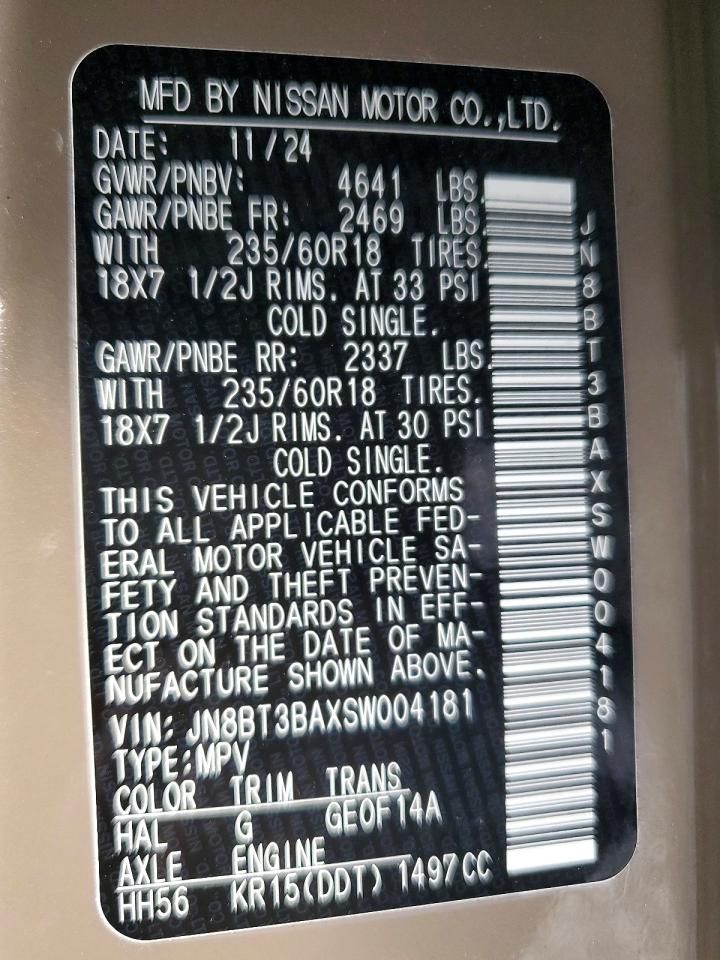 MFD BY NISSAN MOTOR CO.,LTD.
DATE: 11/24
GVWR/PNBV: 4641 LBS.
GAWR/PNBE FR: 2469 LBS.
WITH 235/60R18 TIRES.
18X7 1/2J RIMS. AT 33 PSI
COLD SINGLE.
GAWR/PNBE RR: 2337 LBS.
WITH 235/60R18 TIRES.
18X7 1/2J RIMS. AT 30 PSI
COLD SINGLE.
THIS VEHICLE CONFORMS
TO ALL APPLICABLE FED-
ERAL MOTOR VEHICLE SA-
FETY AND THEFT PREVEN-
TION STANDARDS IN EFF-
ECT ON THE DATE OF MA-
NUFACTURE SHOWN ABOVE.
VIN: JN8BT3BAXSW004181
TYPE:MPV
COLOR TRIM TRANS
HAL G GEOF14A
AXLE ENGINE
HH56 KR15(DDT) 1497CC
JN8BT3BAXSW004181